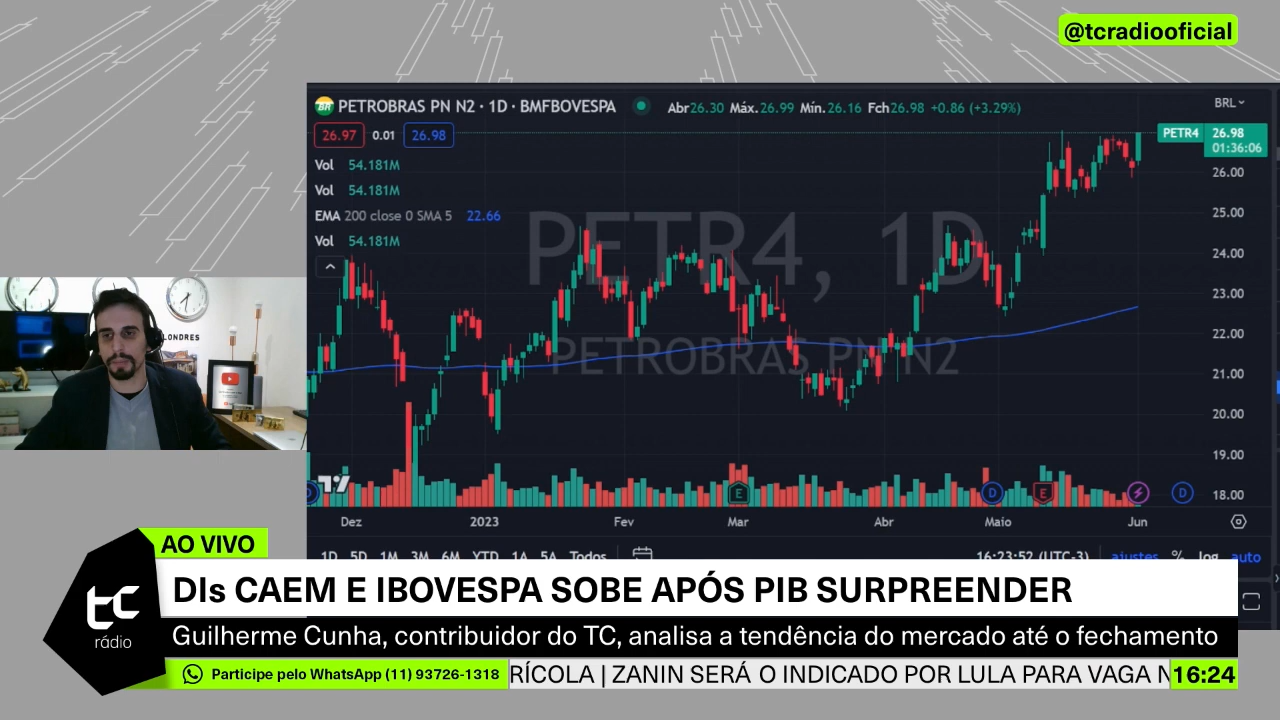 @tcradiooficial
PETROBRAS PN N2 · 1D · BMFBOVESPA Abr26.30 Máx.26.99 Mín.26.16 Fch26.98 +0.86 (+3.29%) BRL
26.97 0.01 26.98
PETR4 26.98
01:36:06
Vol 54.181M
Vol 54.181M
EMA 200 close 0 SMA 5 22.66
Vol 54.181M
PETR4, 1D
PETROBRAS PN N2
26.00
25.00
24.00
23.00
22.00
21.00
20.00
19.00
18.00
LONDRES
D E D E D
Dez 2023 Fev Mar Abr Maio Jun
1D 5D 1M 3M 6M YTD 1A 5A Todos 16:23:52 (UTC-3) ajustes % log auto
AO VIVO
DIs CAEM E IBOVESPA SOBE APÓS PIB SURPREENDER
tc
rádio
Guilherme Cunha, contribuidor do TC, analisa a tendência do mercado até o fechamento
Participe pelo WhatsApp (11) 93726-1318 RÍCOLA | ZANIN SERÁ O INDICADO POR LULA PARA VAGA N 16:24